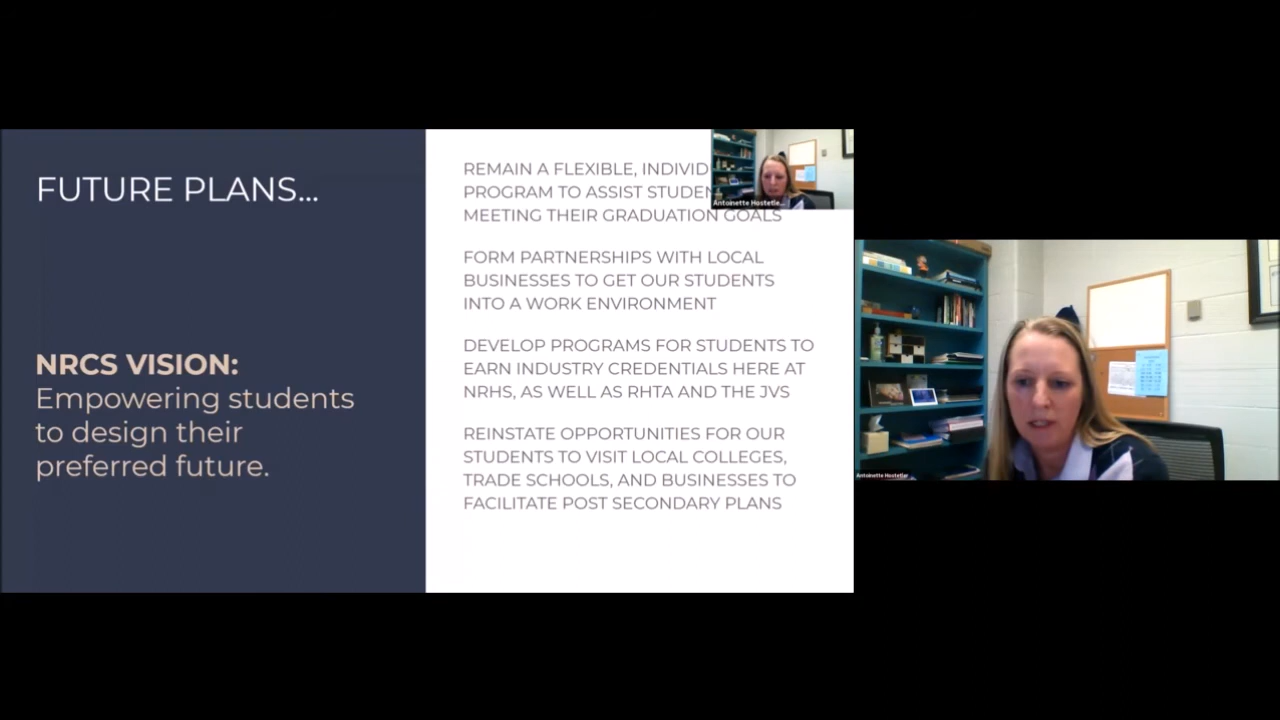 FUTURE PLANS...
NRCS VISION:
Empowering students
to design their
preferred future.
REMAIN A FLEXIBLE, INDIVID
PROGRAM TO ASSIST STUDEN
MEETING THEIR GRADUATION GOALS
FORM PARTNERSHIPS WITH LOCAL
BUSINESSES TO GET OUR STUDENTS
INTO A WORK ENVIRONMENT
DEVELOP PROGRAMS FOR STUDENTS TO
EARN INDUSTRY CREDENTIALS HERE AT
NRHS, AS WELL AS RHTA AND THE JVS
REINSTATE OPPORTUNITIES FOR OUR
STUDENTS TO VISIT LOCAL COLLEGES,
TRADE SCHOOLS, AND BUSINESSES TO
FACILITATE POST SECONDARY PLANS
Antoinette Hostetle...
Antoinette Hostetler